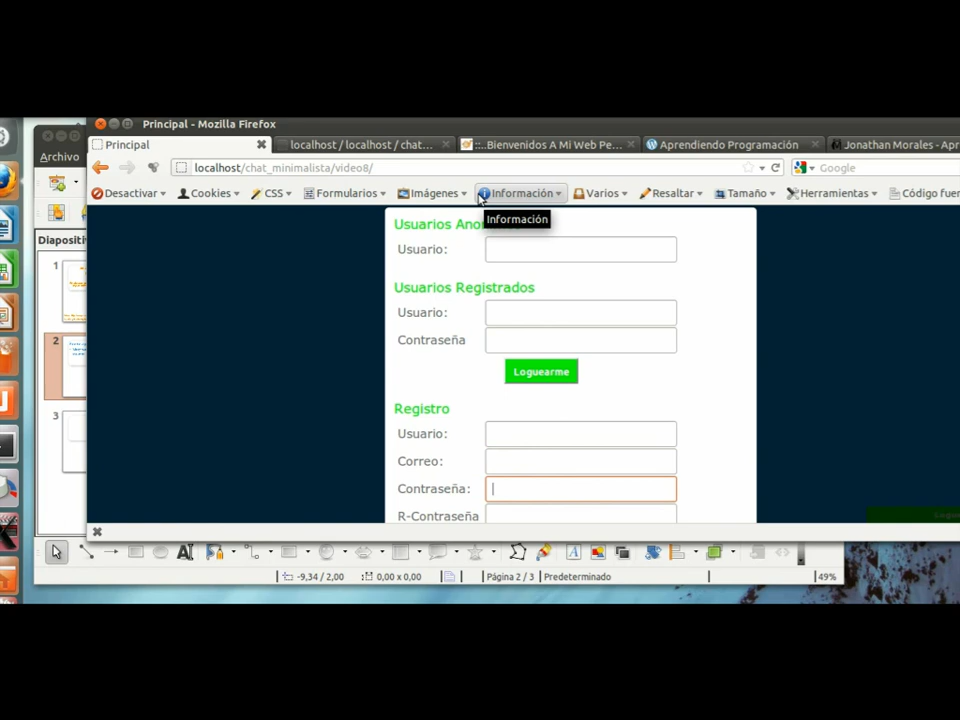 Principal - Mozilla Firefox
Principal
localhost / localhost / chat...
::..Bienvenidos A Mi Web Pe...
Aprendiendo Programación
Jonathan Morales - Apr
Archivo
localhost/chat_minimalista/video8/
Google
Desactivar
Cookies
CSS
Formularios
Imágenes
Información
Varios
Resaltar
Tamaño
Herramientas
Código fuen
Información
Usuarios Ano
Usuario:
Diapositiv
1
Usuarios Registrados
Usuario:
2
Contraseña
Loguearme
Registro
3
Usuario:
Correo:
Contraseña:
R-Contraseña
-9,34 / 2,00
0,00 x 0,00
Página 2 / 3
Predeterminado
49%